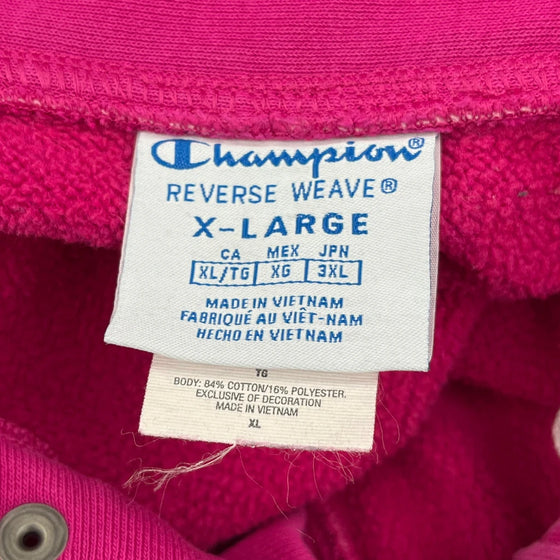 Champion®
REVERSE WEAVE®
X-LARGE
CA MEX JPN
XL/TG XG 3XL
MADE IN VIETNAM
FABRIQUÉ AU VIÊT-NAM
HECHO EN VIETNAM
TG
BODY: 84% COTTON/16% POLYESTER.
EXCLUSIVE OF DECORATION
MADE IN VIETNAM
XL